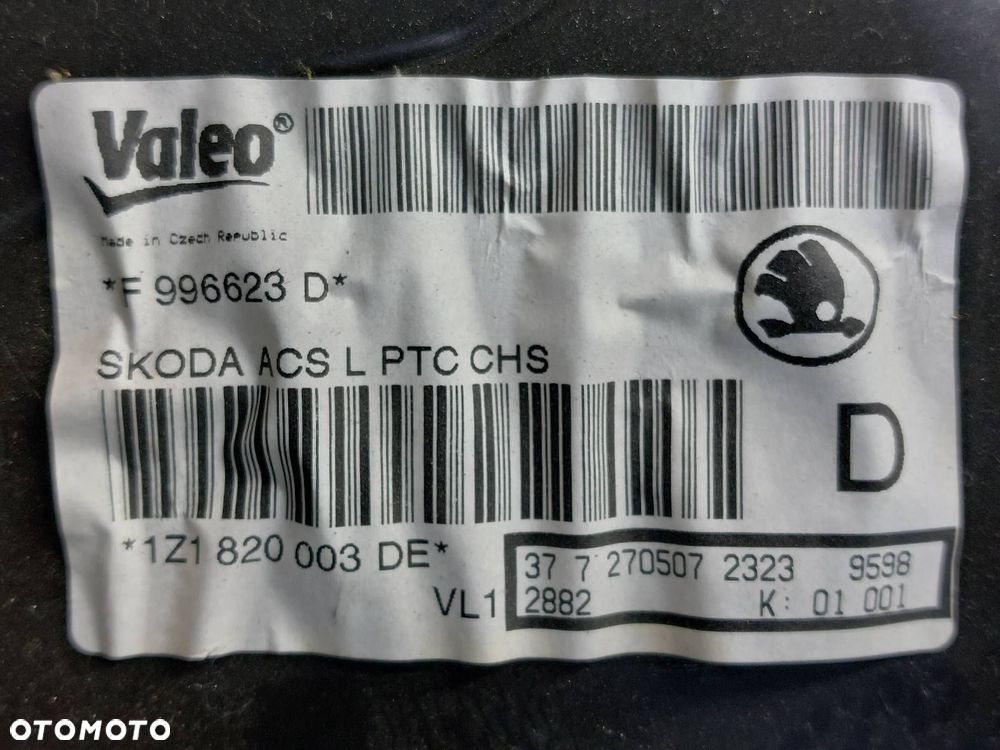 Valeo®
Made in Czech Republic
*F 996623 D*
SKODA ACS L PTC CHS
D
*1Z1 820 003 DE*
37 7 270507 2323 9598
VL1 2882 K: 01 001
OTOMOTO